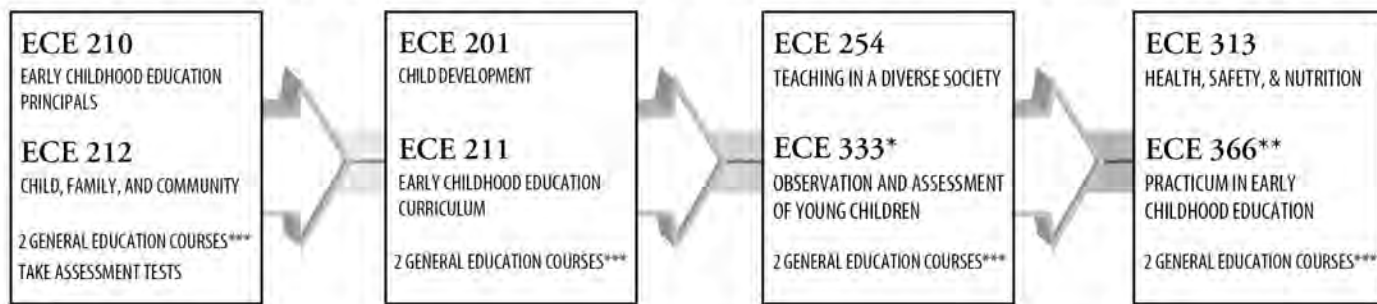 ECE 210
EARLY CHILDHOOD EDUCATION
PRINCIPALS
ECE 212
CHILD, FAMILY, AND COMMUNITY
2 GENERAL EDUCATION COURSES***
TAKE ASSESSMENT TESTS
ECE 201
CHILD DEVELOPMENT
ECE 211
EARLY CHILDHOOD EDUCATION
CURRICULUM
2 GENERAL EDUCATION COURSES***
ECE 254
TEACHING IN A DIVERSE SOCIETY
ECE 333*
OBSERVATION AND ASSESSMENT
OF YOUNG CHILDREN
2 GENERAL EDUCATION COURSES***
ECE 313
HEALTH, SAFETY, & NUTRITION
ECE 366**
PRACTICUM IN EARLY
CHILDHOOD EDUCATION
2 GENERAL EDUCATION COURSES***